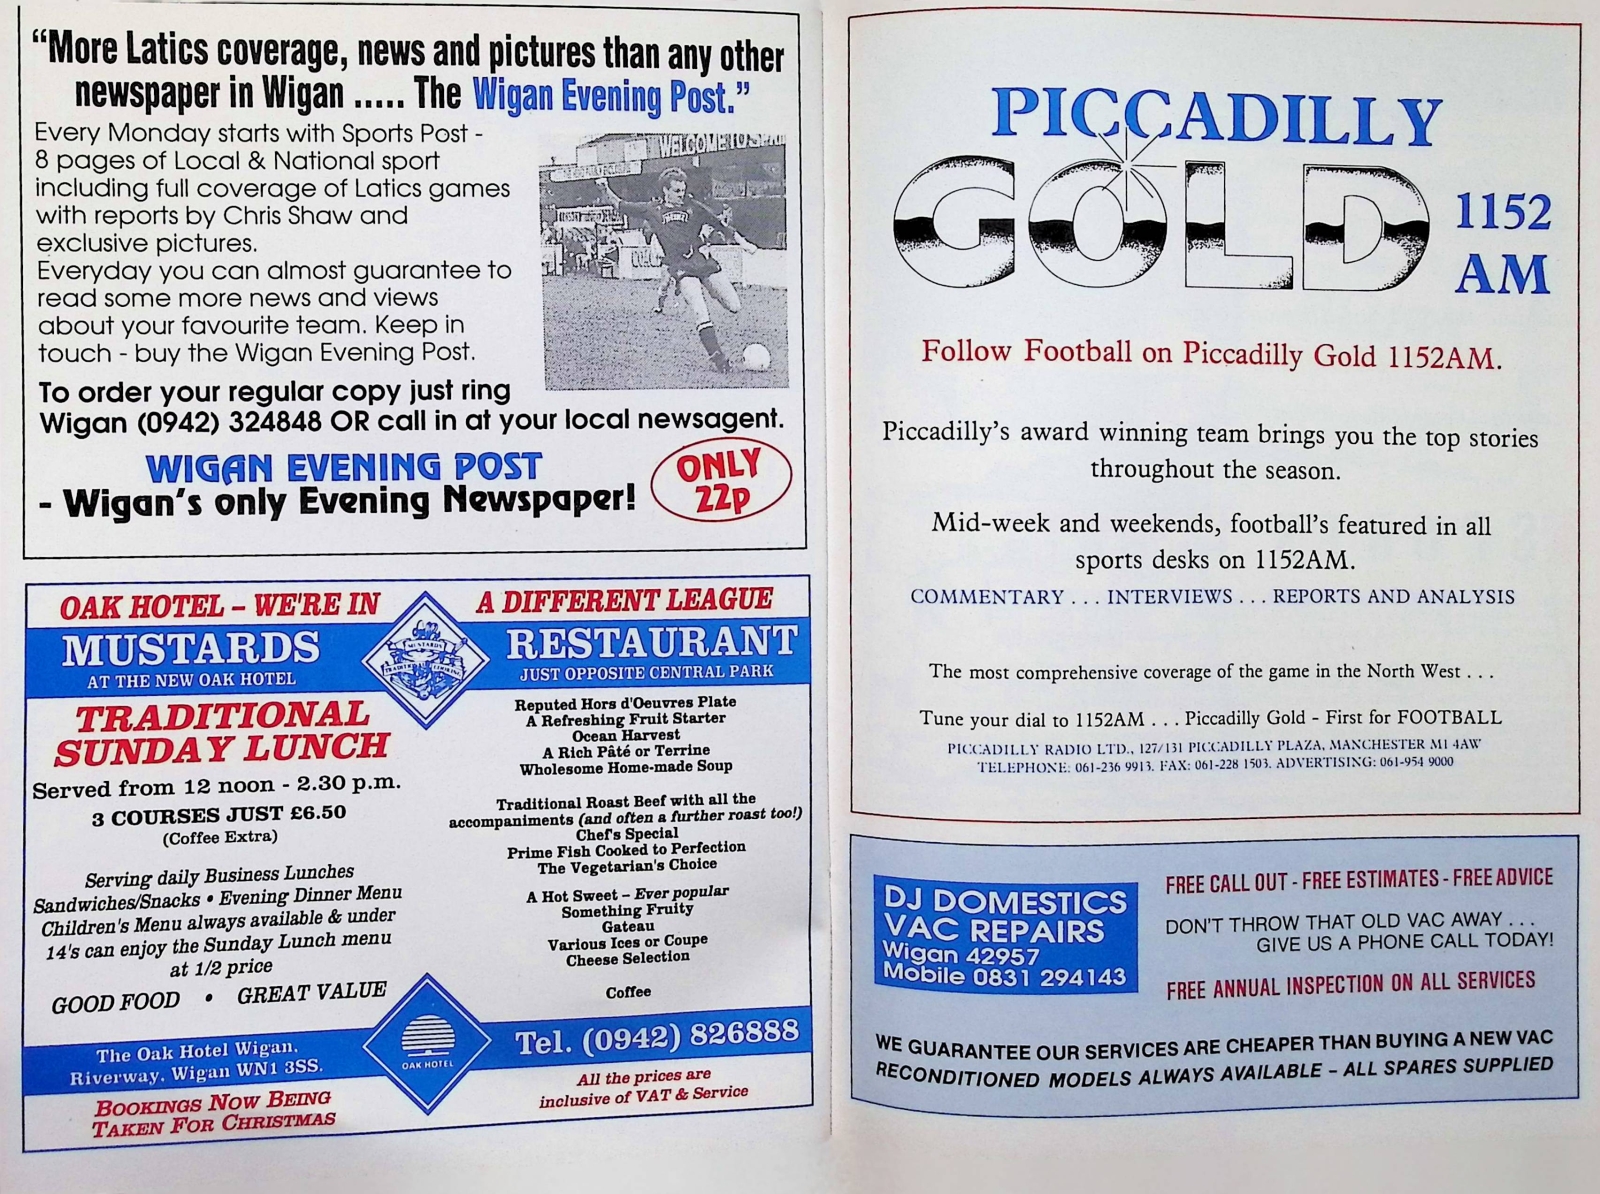 “More Latics coverage, news and pictures than any other
newspaper in Wigan ..... The Wigan Evening Post.”
Every Monday starts with Sports Post -
8 pages of Local & National sport
including full coverage of Latics games
with reports by Chris Shaw and
exclusive pictures.
Everyday you can almost guarantee to
read some more news and views
about your favourite team. Keep in
touch - buy the Wigan Evening Post.
WELCOME TO
To order your regular copy just ring
Wigan (0942) 324848 OR call in at your local newsagent.
WIGAN EVENING POST
- Wigan's only Evening Newspaper!
ONLY
22p
OAK HOTEL – WE'RE IN
A DIFFERENT LEAGUE
MUSTARDS
AT THE NEW OAK HOTEL
MUSTARDS
RESTAURANT
JUST OPPOSITE CENTRAL PARK
TRADITIONAL
SUNDAY LUNCH
Served from 12 noon - 2.30 p.m.
3 COURSES JUST £6.50
(Coffee Extra)
Serving daily Business Lunches
Sandwiches/Snacks • Evening Dinner Menu
Children's Menu always available & under
14's can enjoy the Sunday Lunch menu
at 1/2 price
GOOD FOOD • GREAT VALUE
Reputed Hors d'Oeuvres Plate
A Refreshing Fruit Starter
Ocean Harvest
A Rich Pâté or Terrine
Wholesome Home-made Soup
Traditional Roast Beef with all the
accompaniments (and often a further roast too!)
Chef's Special
Prime Fish Cooked to Perfection
The Vegetarian's Choice
A Hot Sweet – Ever popular
Something Fruity
Gateau
Various Ices or Coupe
Cheese Selection
Coffee
The Oak Hotel Wigan,
Riverway, Wigan WN1 3SS.
OAK HOTEL
Tel. (0942) 826888
BOOKINGS NOW BEING
TAKEN FOR CHRISTMAS
All the prices are
inclusive of VAT & Service
PICCADILLY
GOLD
1152
AM
Follow Football on Piccadilly Gold 1152AM.
Piccadilly's award winning team brings you the top stories
throughout the season.
Mid-week and weekends, football's featured in all
sports desks on 1152AM.
COMMENTARY . . . INTERVIEWS . . . REPORTS AND ANALYSIS
The most comprehensive coverage of the game in the North West . . .
Tune your dial to 1152AM . . . Piccadilly Gold - First for FOOTBALL
PICCADILLY RADIO LTD., 127/131 PICCADILLY PLAZA, MANCHESTER M1 4AW
TELEPHONE: 061-236 9913. FAX: 061-228 1503. ADVERTISING: 061-954 9000
DJ DOMESTICS
VAC REPAIRS
Wigan 42957
Mobile 0831 294143
FREE CALL OUT - FREE ESTIMATES - FREE ADVICE
DON'T THROW THAT OLD VAC AWAY . . .
GIVE US A PHONE CALL TODAY!
FREE ANNUAL INSPECTION ON ALL SERVICES
WE GUARANTEE OUR SERVICES ARE CHEAPER THAN BUYING A NEW VAC
RECONDITIONED MODELS ALWAYS AVAILABLE – ALL SPARES SUPPLIED